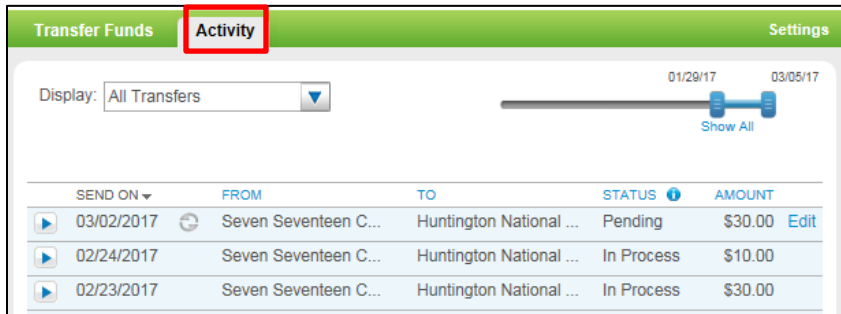 Transfer Funds Activity Settings
01/29/17 03/05/17
Display: All Transfers
Show All
SEND ON FROM TO STATUS AMOUNT
03/02/2017 Seven Seventeen C... Huntington National ... Pending $30.00 Edit
02/24/2017 Seven Seventeen C... Huntington National ... In Process $10.00
02/23/2017 Seven Seventeen C... Huntington National ... In Process $30.00